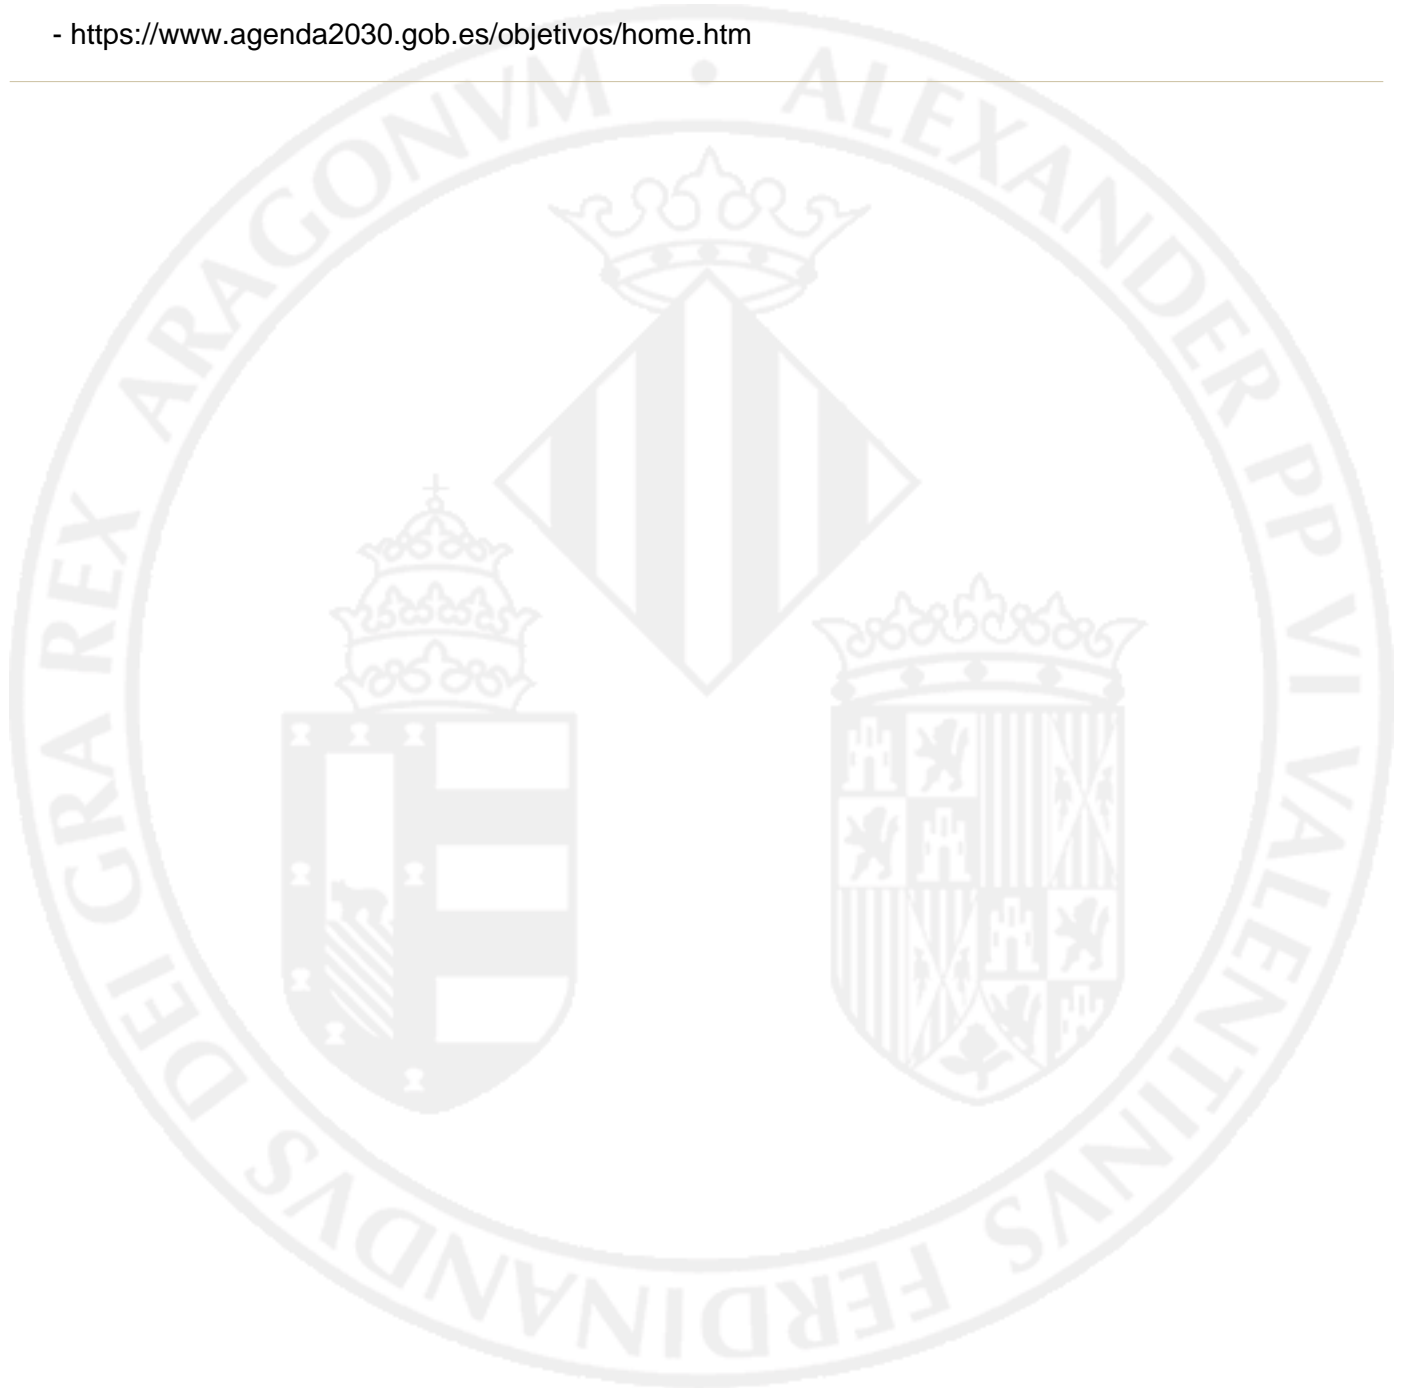 - https://www.agenda2030.gob.es/objetivos/home.htm
ALEXANDER PP VI VALENTINVS FERDINANDVS DEI GRA REX ARAGONVM